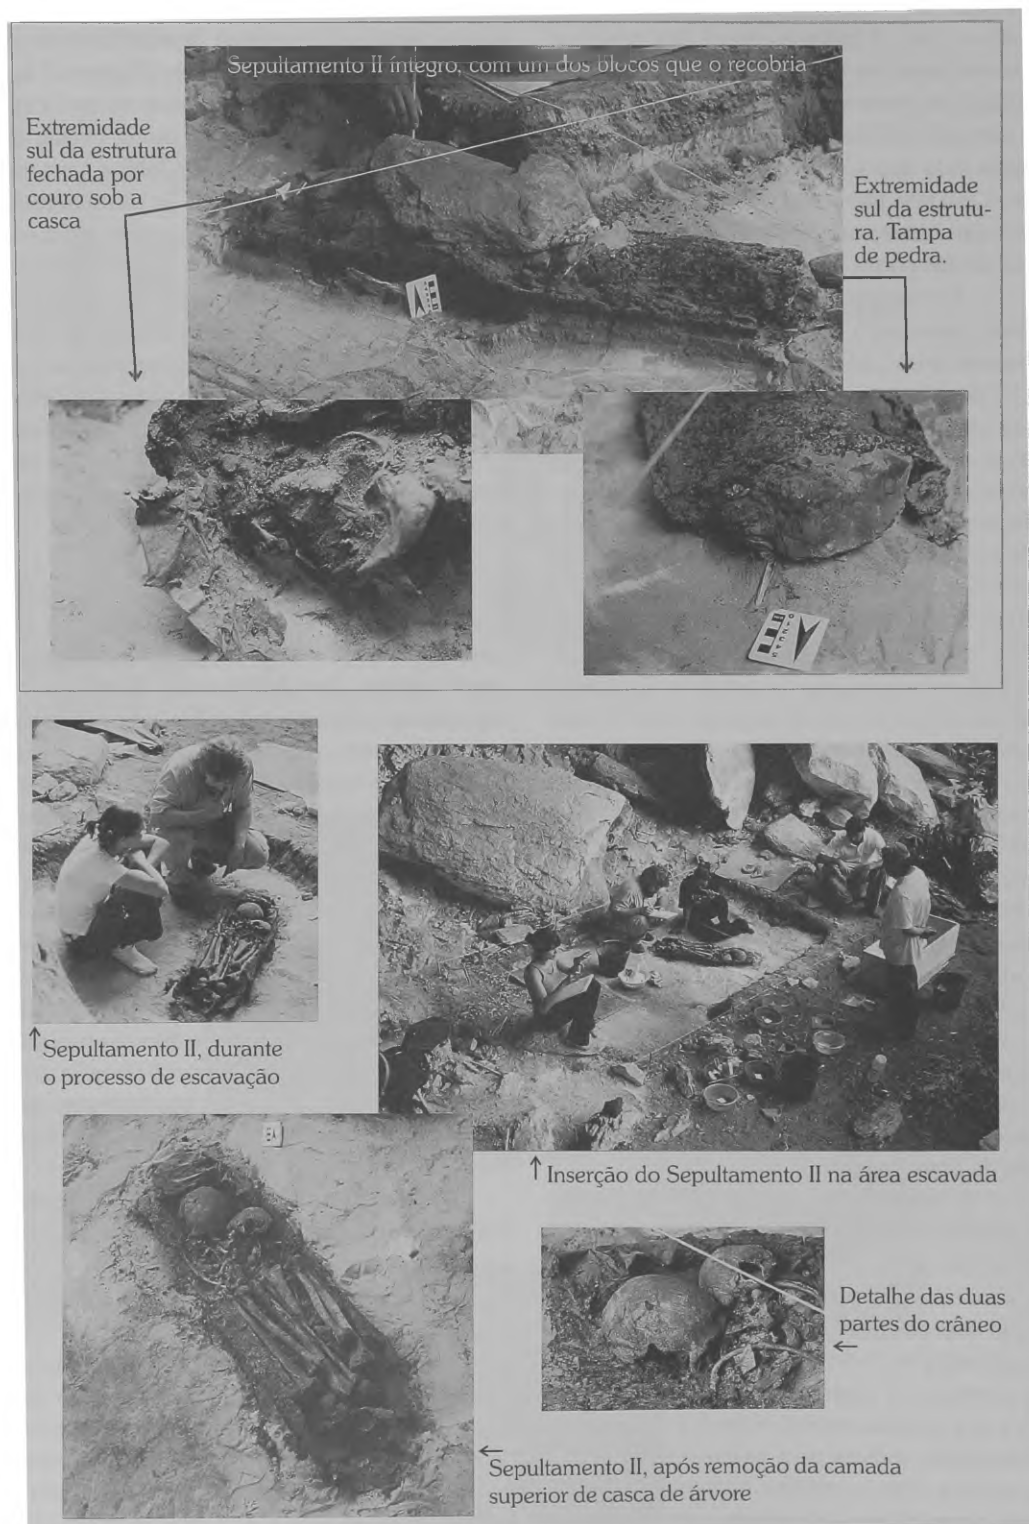 Sepultamento II íntegro, com um dos blocos que o recobria
Extremidade
sul da estrutura
fechada por
couro sob a
casca
Extremidade
sul da estrutu-
ra. Tampa
de pedra.
Sepultamento II, durante
o processo de escavação
Inserção do Sepultamento II na área escavada
Detalhe das duas
partes do crâneo
Sepultamento II, após remoção da camada
superior de casca de árvore